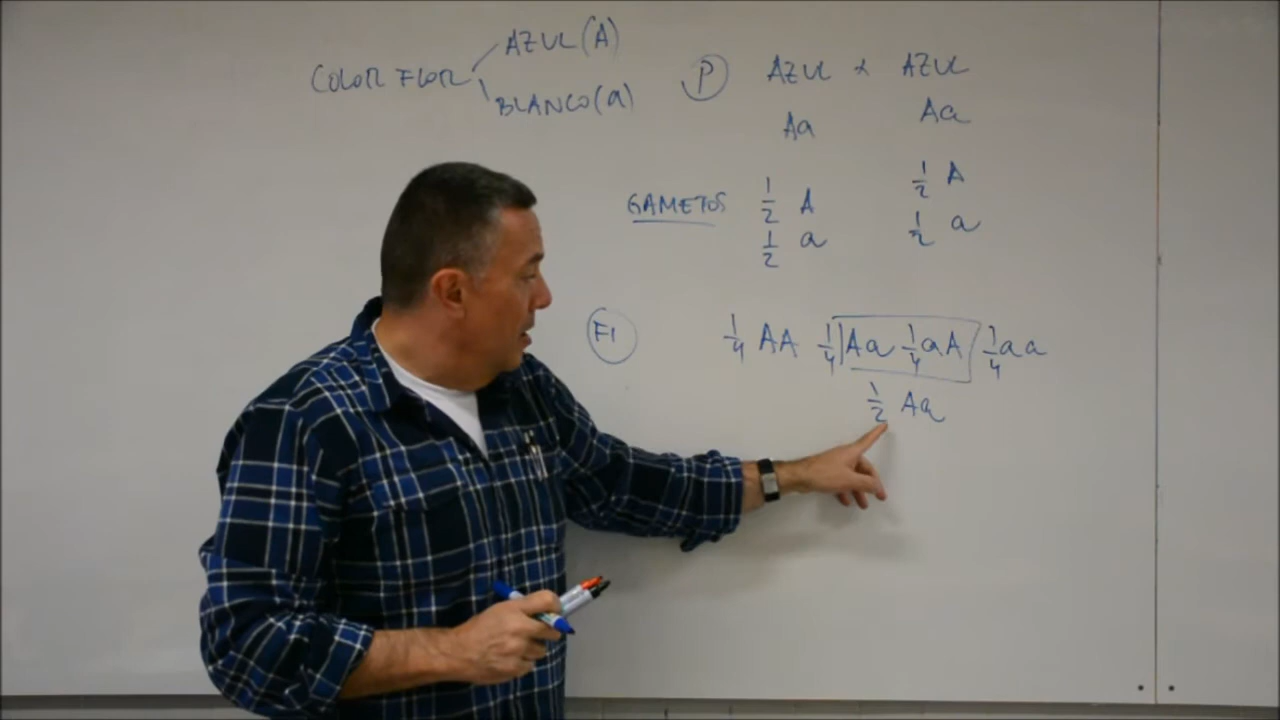 COLOR FLOR
AZUL (A)
BLANCO (a)
P AZUL x AZUL
Aa Aa
GAMETOS
1/2 A 1/2 A
1/2 a 1/2 a
F1 1/4 AA 1/4 Aa 1/4 aA 1/4 aa
1/2 Aa